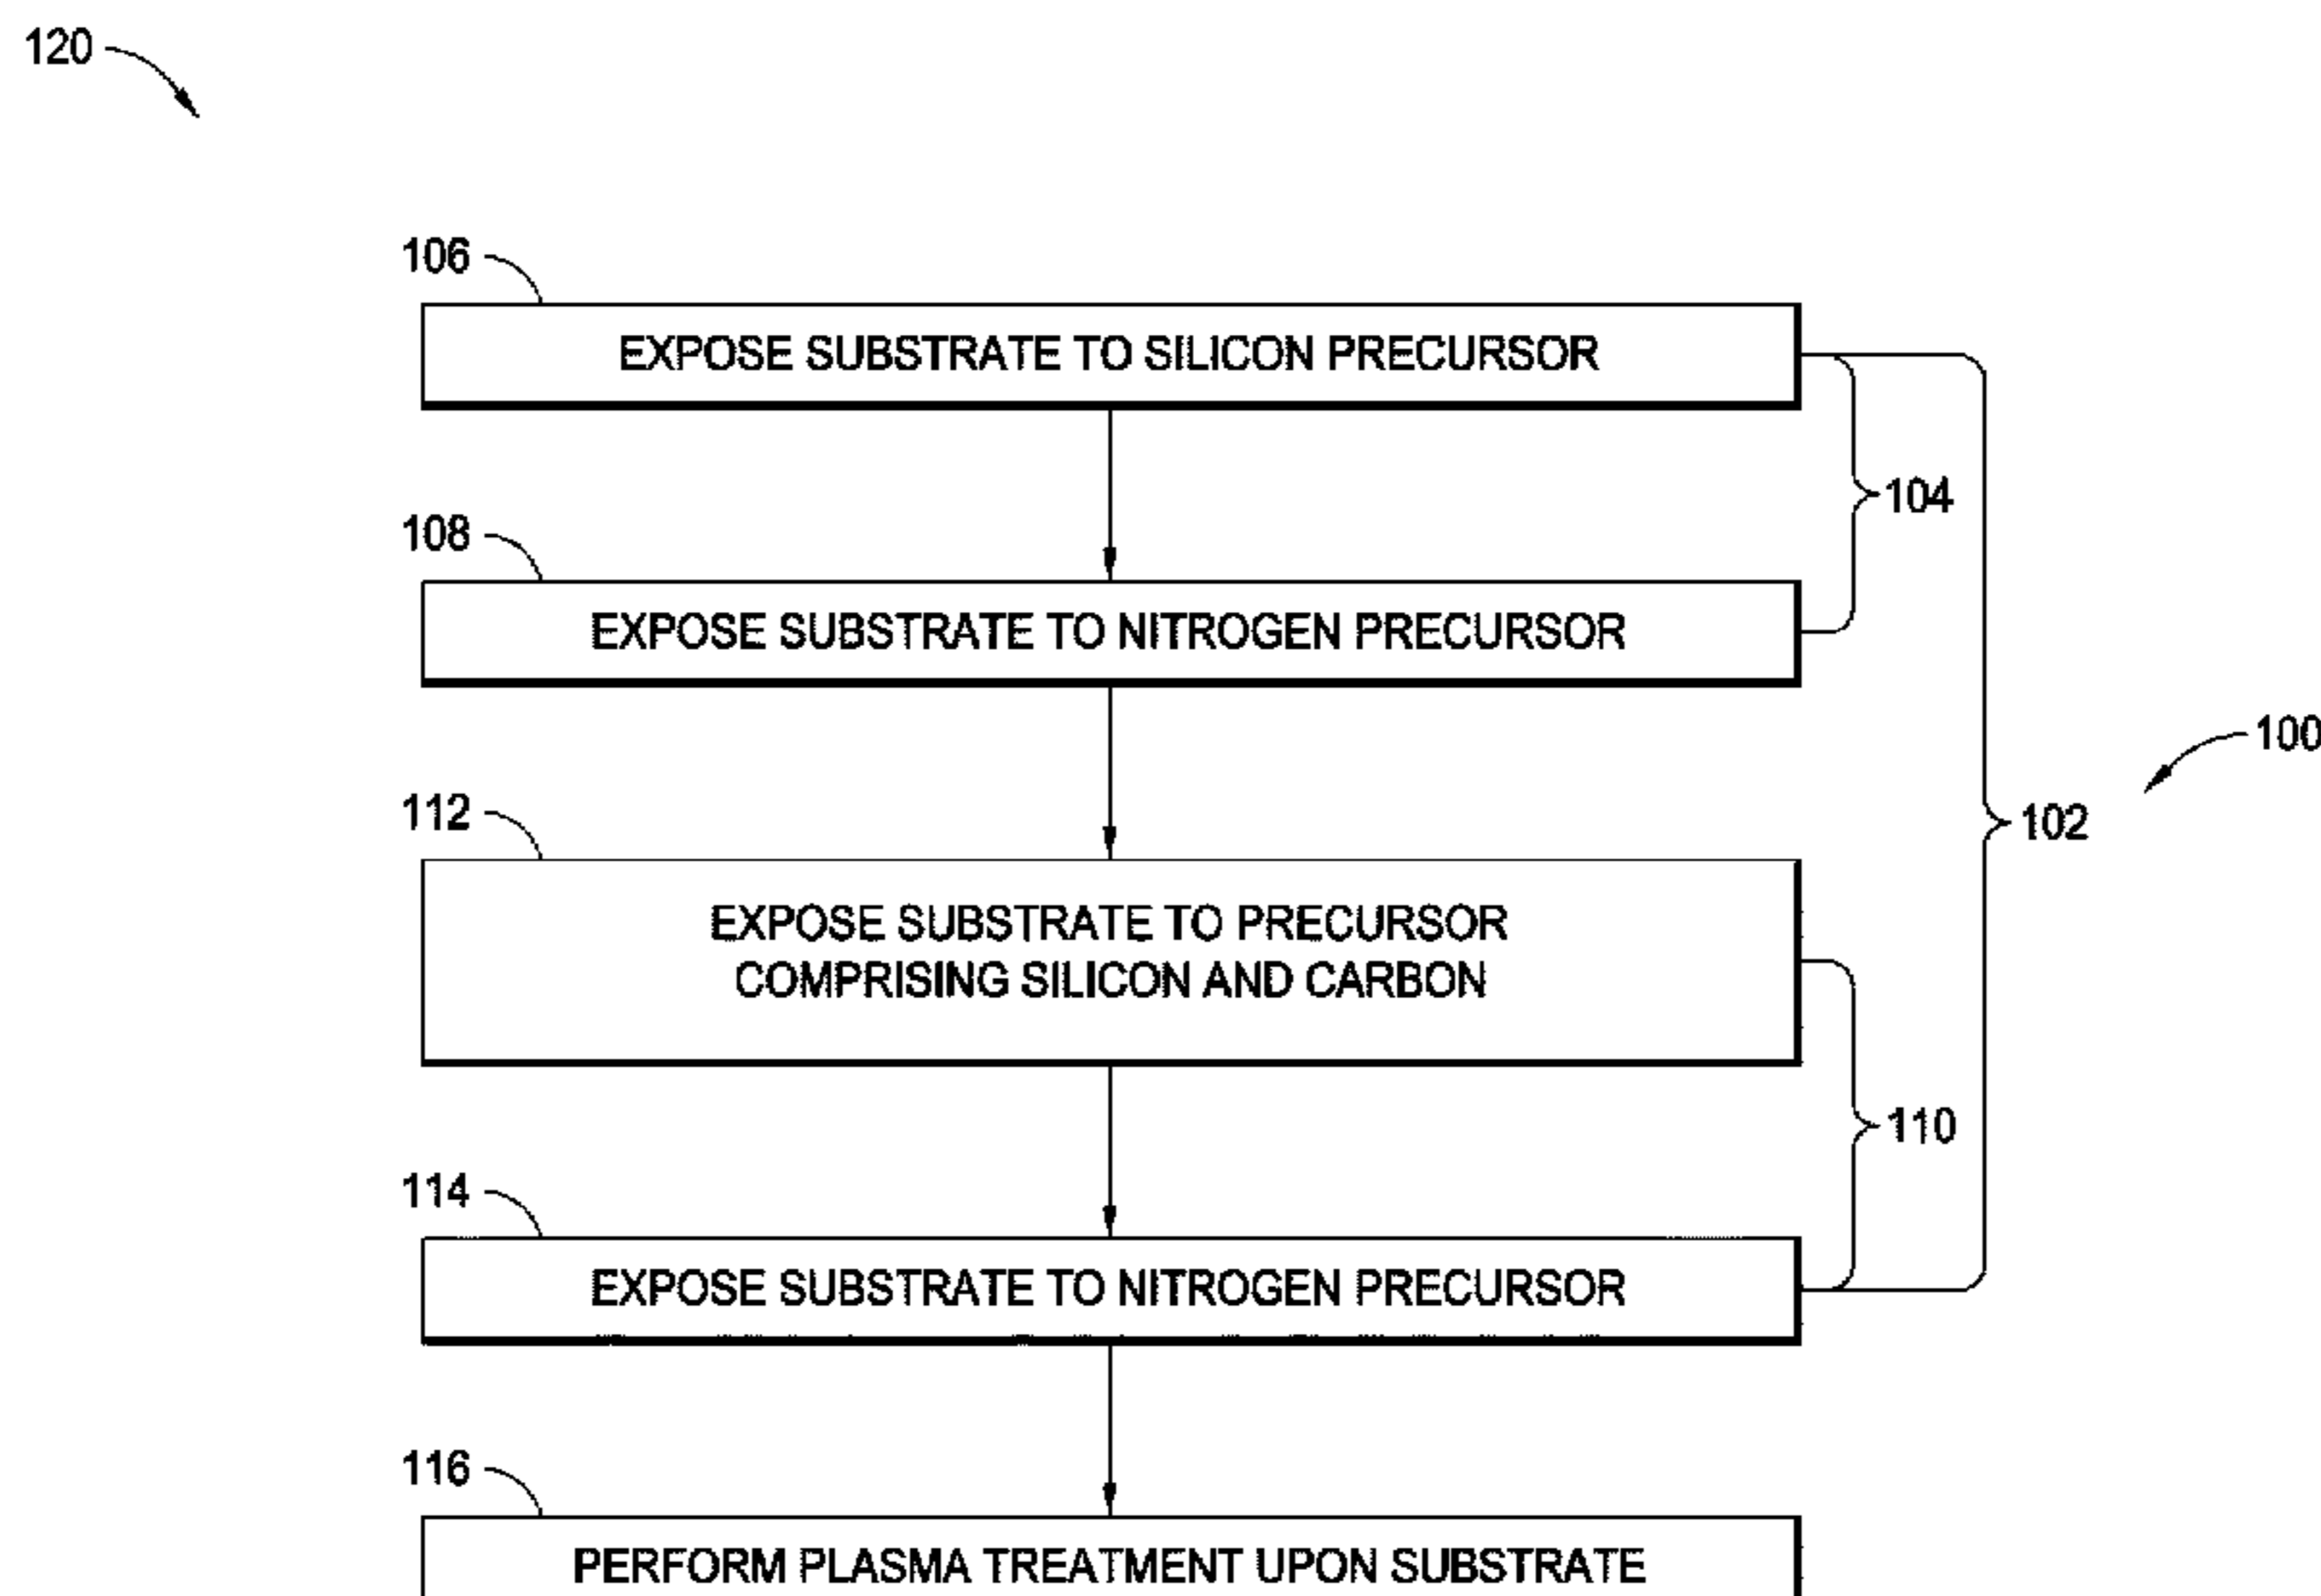 120
106
EXPOSE SUBSTRATE TO SILICON PRECURSOR
104
108
EXPOSE SUBSTRATE TO NITROGEN PRECURSOR
100
112
102
EXPOSE SUBSTRATE TO PRECURSOR
COMPRISING SILICON AND CARBON
110
114
EXPOSE SUBSTRATE TO NITROGEN PRECURSOR
116
PERFORM PLASMA TREATMENT UPON SUBSTRATE